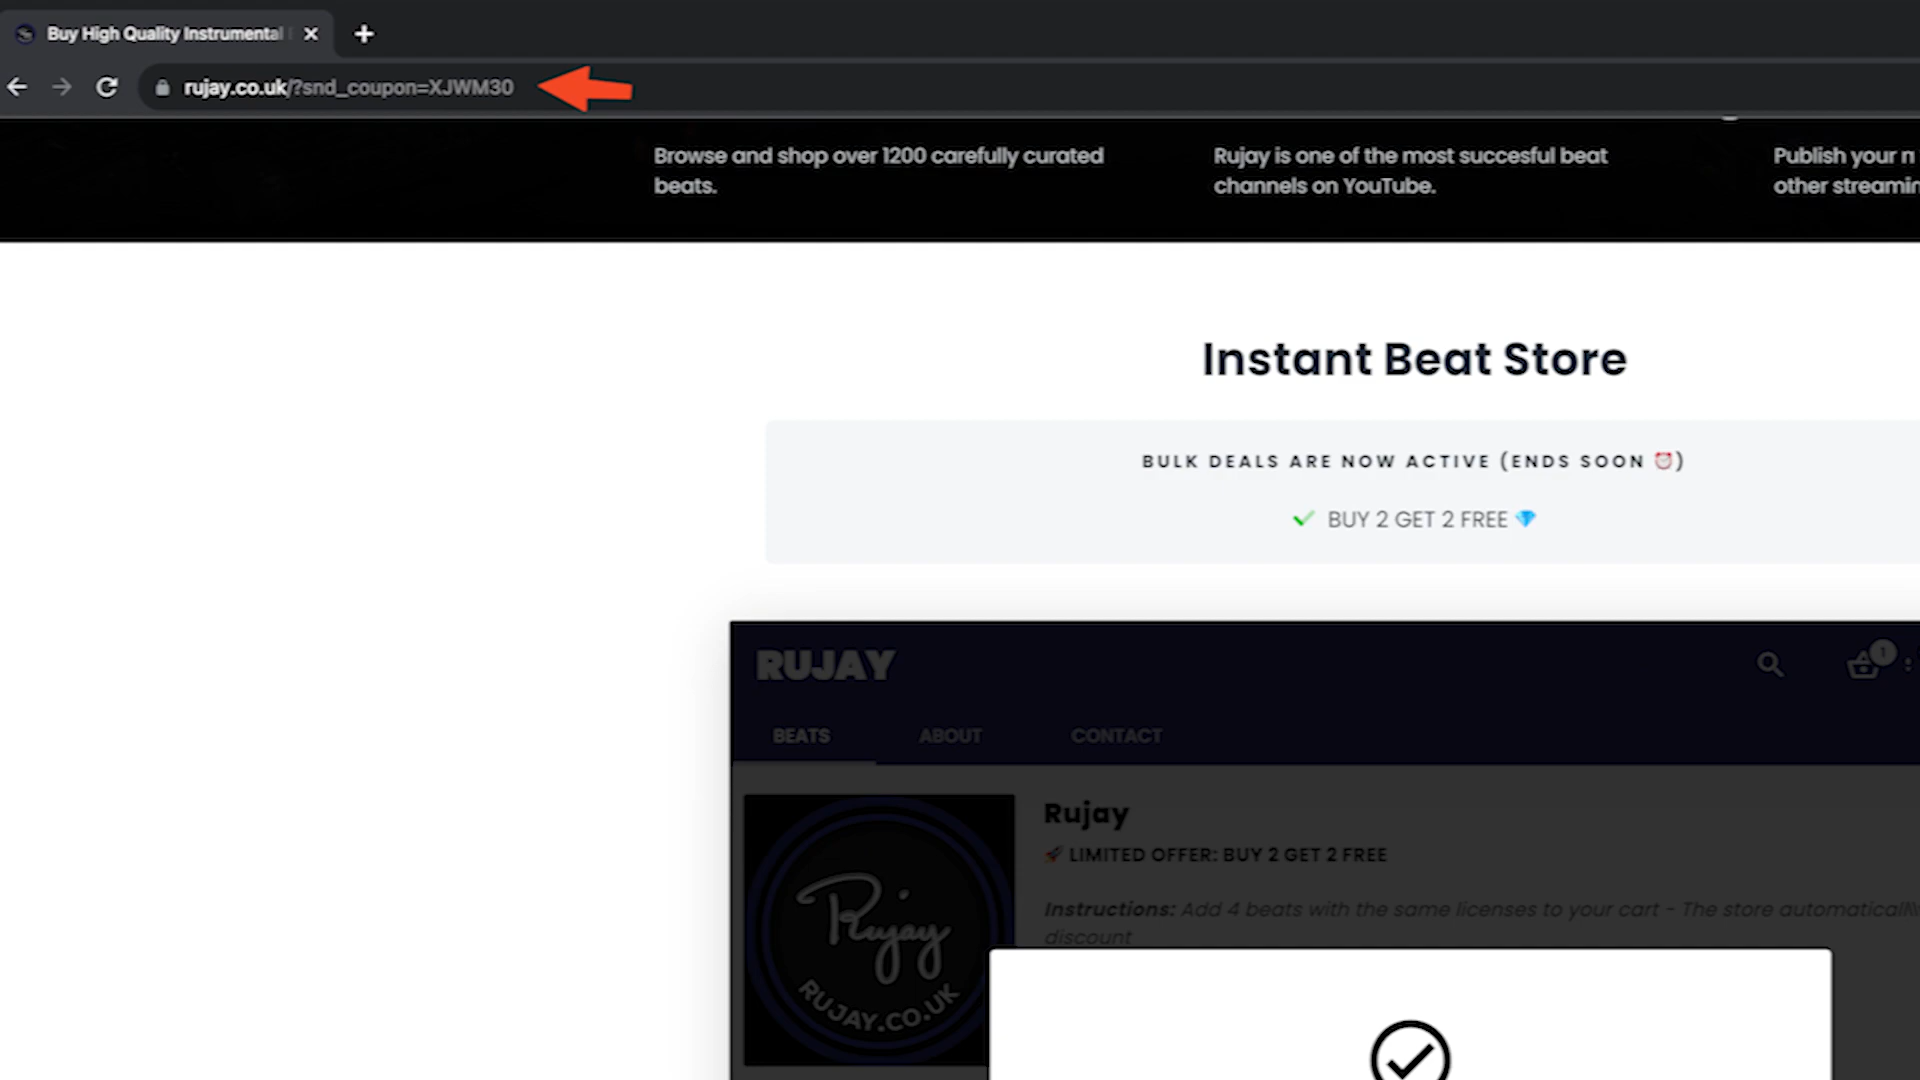 Buy High Quality Instrumental
rujay.co.uk/?snd_coupon=XJWM30
Browse and shop over 1200 carefully curated
beats.
Rujay is one of the most succesful beat
channels on YouTube.
Publish your n
other streamin
Instant Beat Store
BULK DEALS ARE NOW ACTIVE (ENDS SOON ⏰)
✔ BUY 2 GET 2 FREE 💎
RUJAY
1
BEATS
ABOUT
CONTACT
Rujay
RUJAY.CO.UK
Rujay
🚀 LIMITED OFFER: BUY 2 GET 2 FREE
Instructions: Add 4 beats with the same licenses to your cart - The store
discount